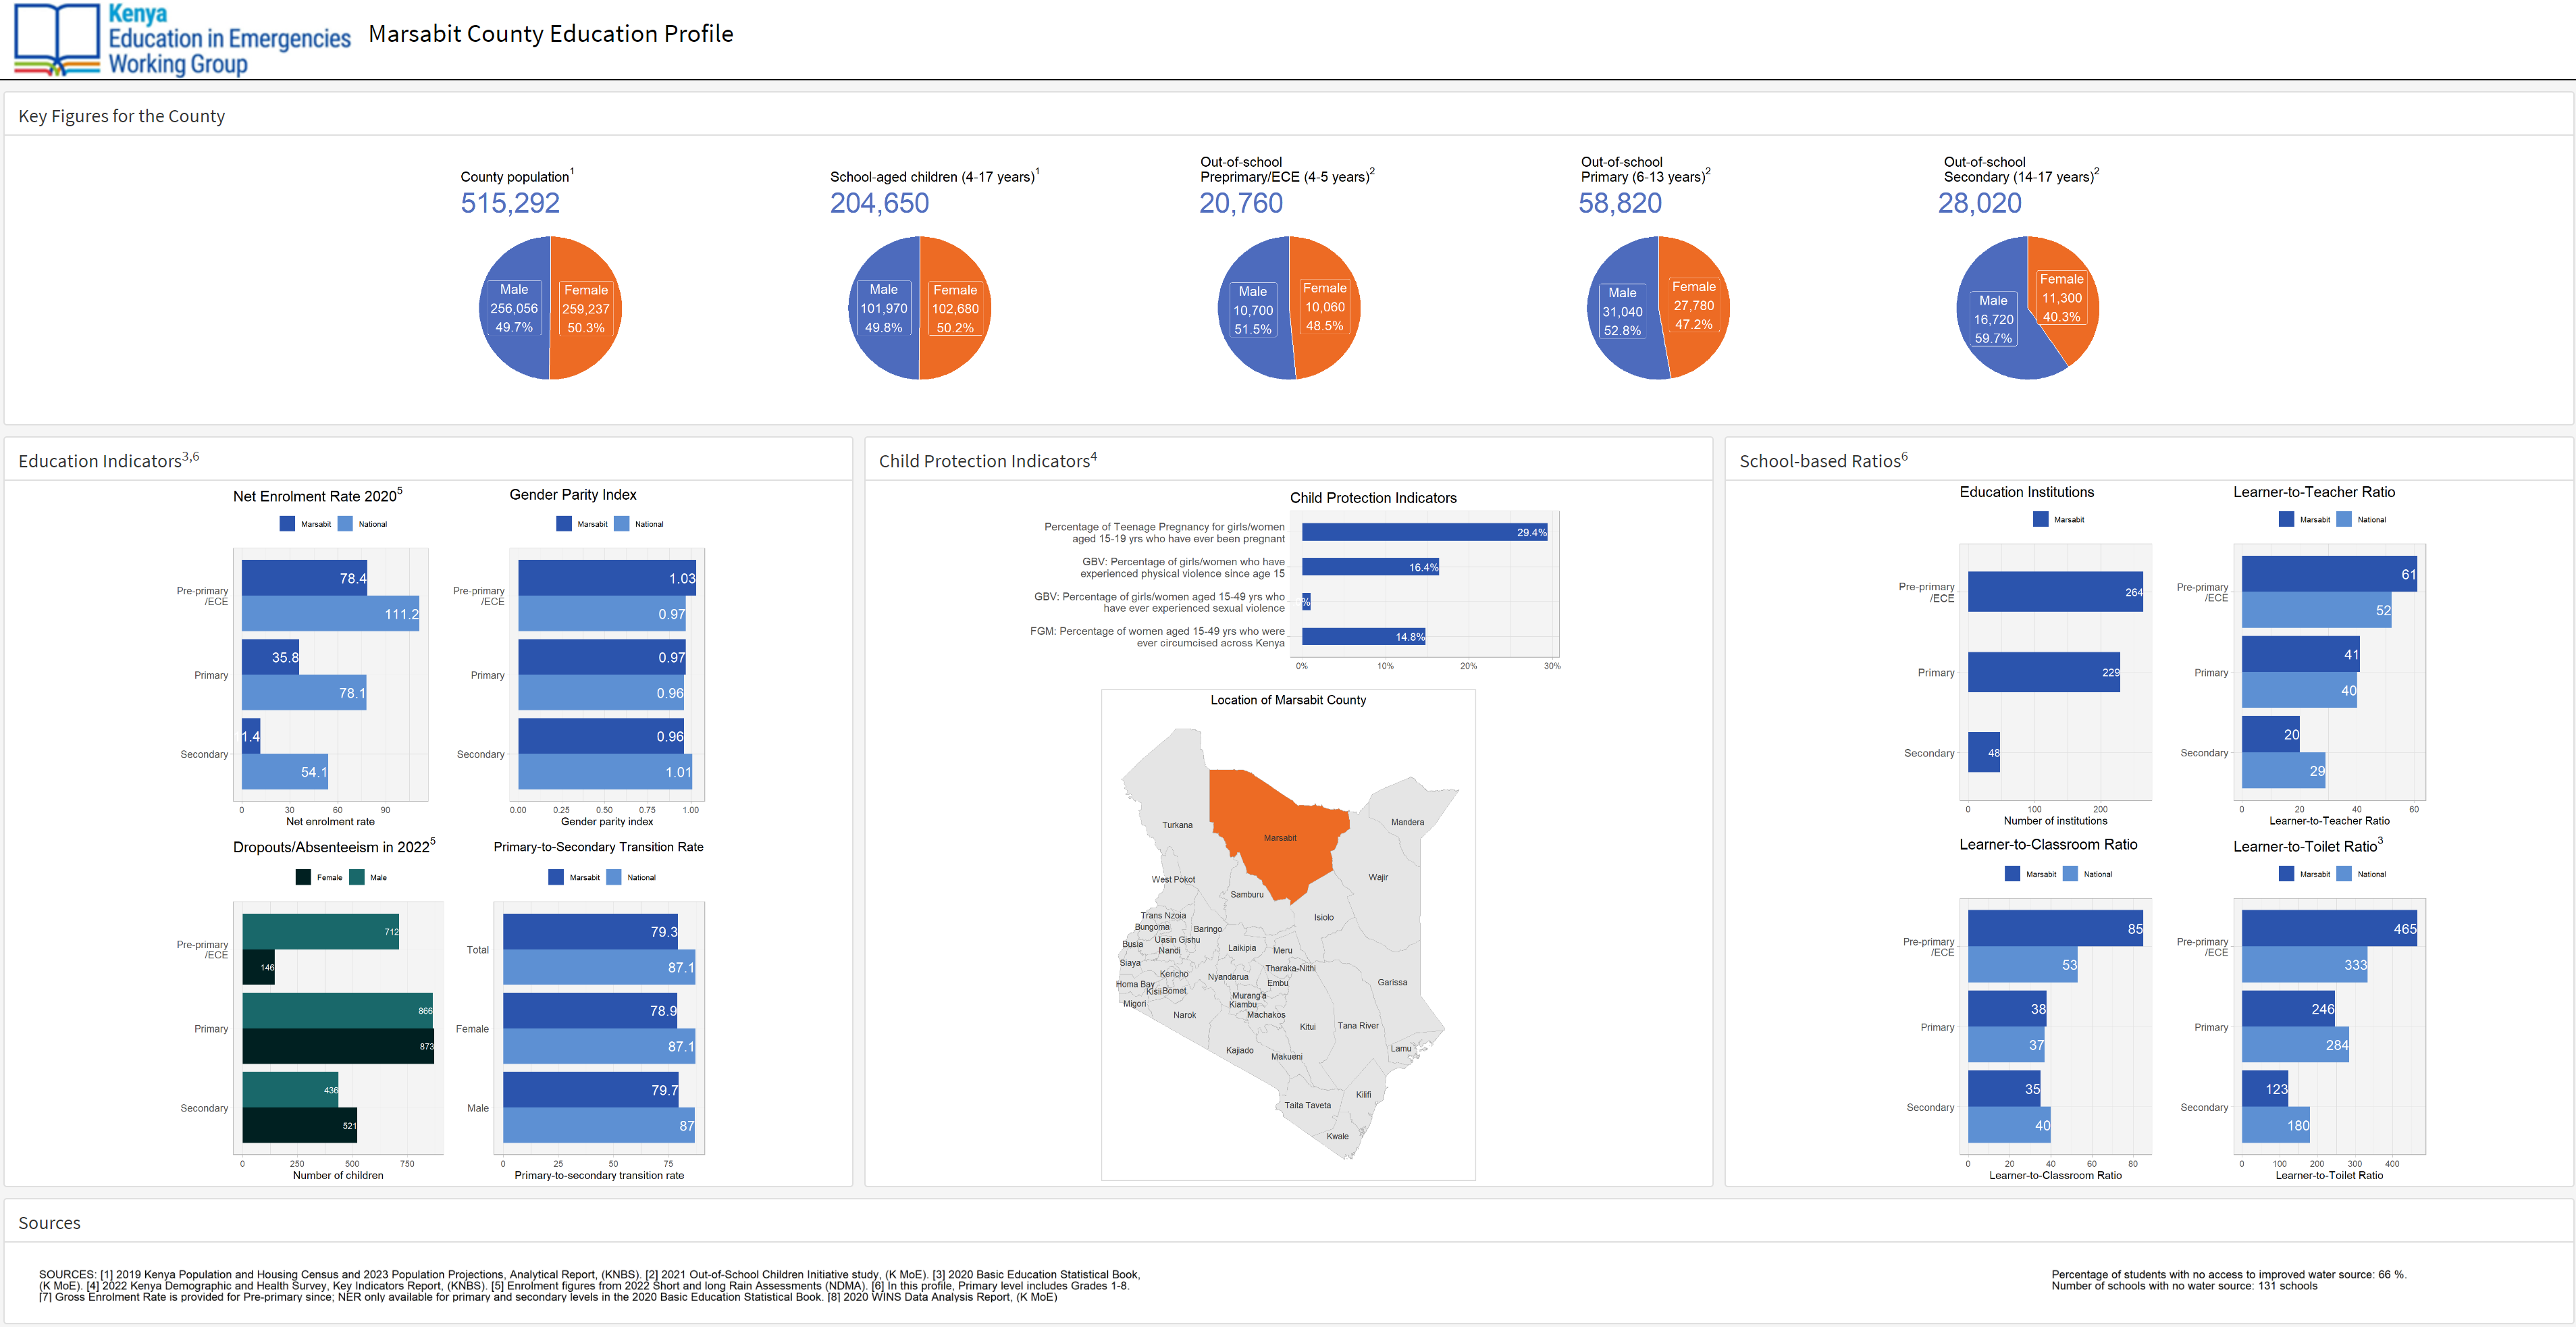 Kenya
Education in Emergencies
Working Group
Marsabit County Education Profile
Key Figures for the County
County population1
515,292
Male
256,056
49.7%
Female
259,237
50.3%
School-aged children (4-17 years)1
204,650
Male
101,970
49.8%
Female
102,680
50.2%
Out-of-school
Preprimary/ECE (4-5 years)2
20,760
Male
10,700
51.5%
Female
10,060
48.5%
Out-of-school
Primary (6-13 years)2
58,820
Male
31,040
52.8%
Female
27,780
47.2%
Out-of-school
Secondary (14-17 years)2
28,020
Male
16,720
59.7%
Female
11,300
40.3%
Education Indicators3,6
Net Enrolment Rate 20205
Marsabit National
Pre-primary
/ECE
78.4
111.2
Primary
35.8
78.1
Secondary
1.4
54.1
0 30 60 90
Net enrolment rate
Gender Parity Index
Marsabit National
Pre-primary
/ECE
1.03
0.97
Primary
0.97
0.96
Secondary
0.96
1.01
0.00 0.25 0.50 0.75 1.00
Gender parity index
Dropouts/Absenteeism in 20225
Female Male
Pre-primary
/ECE
712
146
Primary
866
873
Secondary
436
521
0 250 500 750
Number of children
Primary-to-Secondary Transition Rate
Marsabit National
Total
79.3
87.1
Female
78.9
87.1
Male
79.7
87
0 25 50 75
Primary-to-secondary transition rate
Child Protection Indicators4
Child Protection Indicators
Percentage of Teenage Pregnancy for girls/women
aged 15-19 yrs who have ever been pregnant
29.4%
GBV: Percentage of girls/women who have
experienced physical violence since age 15
16.4%
GBV: Percentage of girls/women aged 15-49 yrs who
have ever experienced sexual violence
%
FGM: Percentage of women aged 15-49 yrs who were
ever circumcised across Kenya
14.8%
0% 10% 20% 30%
Location of Marsabit County
Turkana
Marsabit
Mandera
West Pokot
Samburu
Wajir
Trans Nzoia
Bungoma
Baringo
Isiolo
Busia
Uasin Gishu
Nandi
Laikipia
Meru
Siaya
Kericho
Nyandarua
Tharaka-Nithi
Embu
Garissa
Homa Bay
Kisii
Bomet
Murang'a
Kiambu
Migori
Narok
Machakos
Kitui
Tana River
Kajiado
Makueni
Lamu
Taita Taveta
Kilifi
Kwale
School-based Ratios6
Education Institutions
Marsabit
Pre-primary
/ECE
264
Primary
229
Secondary
48
0 100 200
Number of institutions
Learner-to-Teacher Ratio
Marsabit National
Pre-primary
/ECE
61
52
Primary
41
40
Secondary
20
29
0 20 40 60
Learner-to-Teacher Ratio
Learner-to-Classroom Ratio
Marsabit National
Pre-primary
/ECE
85
53
Primary
38
37
Secondary
35
40
0 20 40 60 80
Learner-to-Classroom Ratio
Learner-to-Toilet Ratio3
Marsabit National
Pre-primary
/ECE
465
333
Primary
246
284
Secondary
123
180
0 100 200 300 400
Learner-to-Toilet Ratio
Sources
SOURCES: [1] 2019 Kenya Population and Housing Census and 2023 Population Projections, Analytical Report, (KNBS). [2] 2021 Out-of-School Children Initiative study, (K MoE). [3] 2020 Basic Education Statistical Book,
(K MoE). [4] 2022 Kenya Demographic and Health Survey, Key Indicators Report, (KNBS). [5] Enrolment figures from 2022 Short and long Rain Assessments (NDMA). [6] In this profile, Primary level includes Grades 1-8.
[7] Gross Enrolment Rate is provided for Pre-primary since; NER only available for primary and secondary levels in the 2020 Basic Education Statistical Book. [8] 2020 WINS Data Analysis Report, (K MoE)
Percentage of students with no access to improved water source: 66 %.
Number of schools with no water source: 131 schools